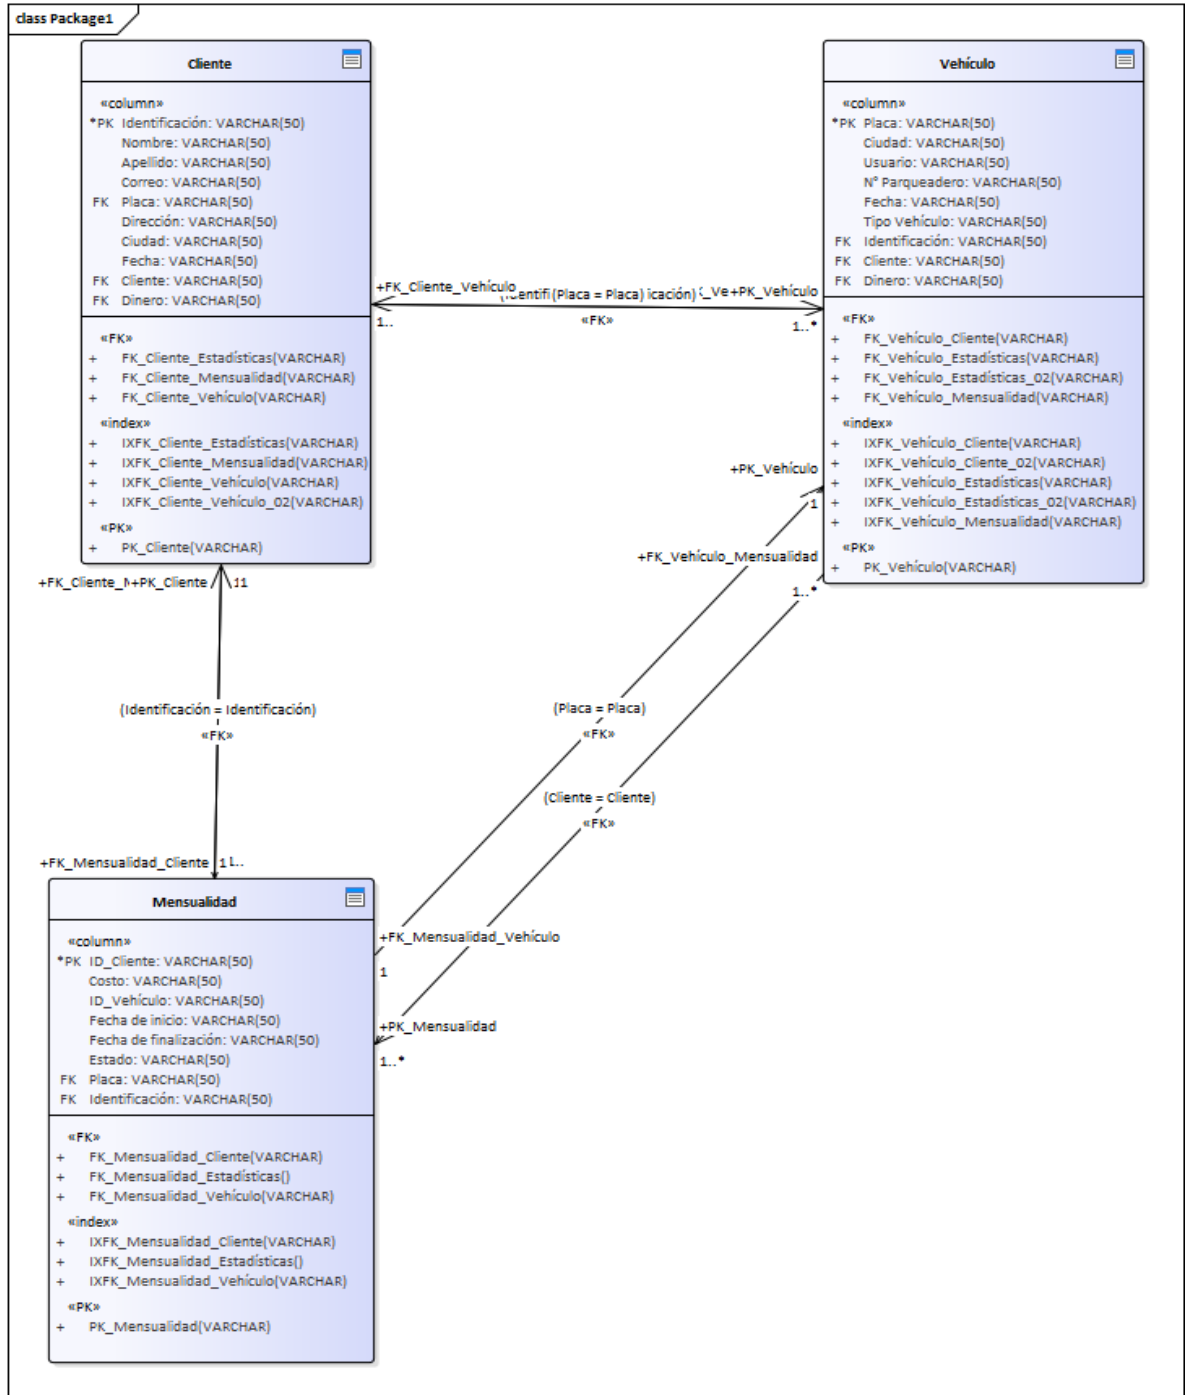 class Package1
Cliente
«column»
*PK Identificación: VARCHAR(50)
Nombre: VARCHAR(50)
Apellido: VARCHAR(50)
Correo: VARCHAR(50)
FK Placa: VARCHAR(50)
Dirección: VARCHAR(50)
Ciudad: VARCHAR(50)
Fecha: VARCHAR(50)
FK Cliente: VARCHAR(50)
FK Dinero: VARCHAR(50)
«FK»
+ FK_Cliente_Estadísticas(VARCHAR)
+ FK_Cliente_Mensualidad(VARCHAR)
+ FK_Cliente_Vehículo(VARCHAR)
«index»
+ IXFK_Cliente_Estadísticas(VARCHAR)
+ IXFK_Cliente_Mensualidad(VARCHAR)
+ IXFK_Cliente_Vehículo(VARCHAR)
+ IXFK_Cliente_Vehículo_02(VARCHAR)
«PK»
+ PK_Cliente(VARCHAR)
Vehículo
«column»
*PK Placa: VARCHAR(50)
Ciudad: VARCHAR(50)
Usuario: VARCHAR(50)
N° Parqueadero: VARCHAR(50)
Fecha: VARCHAR(50)
Tipo Vehículo: VARCHAR(50)
FK Identificación: VARCHAR(50)
FK Cliente: VARCHAR(50)
FK Dinero: VARCHAR(50)
«FK»
+ FK_Vehículo_Cliente(VARCHAR)
+ FK_Vehículo_Estadísticas(VARCHAR)
+ FK_Vehículo_Estadísticas_02(VARCHAR)
+ FK_Vehículo_Mensualidad(VARCHAR)
«index»
+ IXFK_Vehículo_Cliente(VARCHAR)
+ IXFK_Vehículo_Cliente_02(VARCHAR)
+ IXFK_Vehículo_Estadísticas(VARCHAR)
+ IXFK_Vehículo_Estadísticas_02(VARCHAR)
+ IXFK_Vehículo_Mensualidad(VARCHAR)
«PK»
+ PK_Vehículo(VARCHAR)
+FK_Cliente_Vehículo
(Placa = Placa)
+PK_Vehículo
1..
«FK»
1..*
+PK_Vehículo
1
+FK_Vehículo_Mensualidad
1..*
+PK_Cliente
(Identificación = Identificación)
«FK»
(Placa = Placa)
«FK»
(Cliente = Cliente)
«FK»
+FK_Mensualidad_Cliente
+FK_Mensualidad_Vehículo
1
+PK_Mensualidad
1..*
Mensualidad
«column»
*PK ID_Cliente: VARCHAR(50)
Costo: VARCHAR(50)
ID_Vehículo: VARCHAR(50)
Fecha de inicio: VARCHAR(50)
Fecha de finalización: VARCHAR(50)
Estado: VARCHAR(50)
FK Placa: VARCHAR(50)
FK Identificación: VARCHAR(50)
«FK»
+ FK_Mensualidad_Cliente(VARCHAR)
+ FK_Mensualidad_Estadísticas()
+ FK_Mensualidad_Vehículo(VARCHAR)
«index»
+ IXFK_Mensualidad_Cliente(VARCHAR)
+ IXFK_Mensualidad_Estadísticas()
+ IXFK_Mensualidad_Vehículo(VARCHAR)
«PK»
+ PK_Mensualidad(VARCHAR)